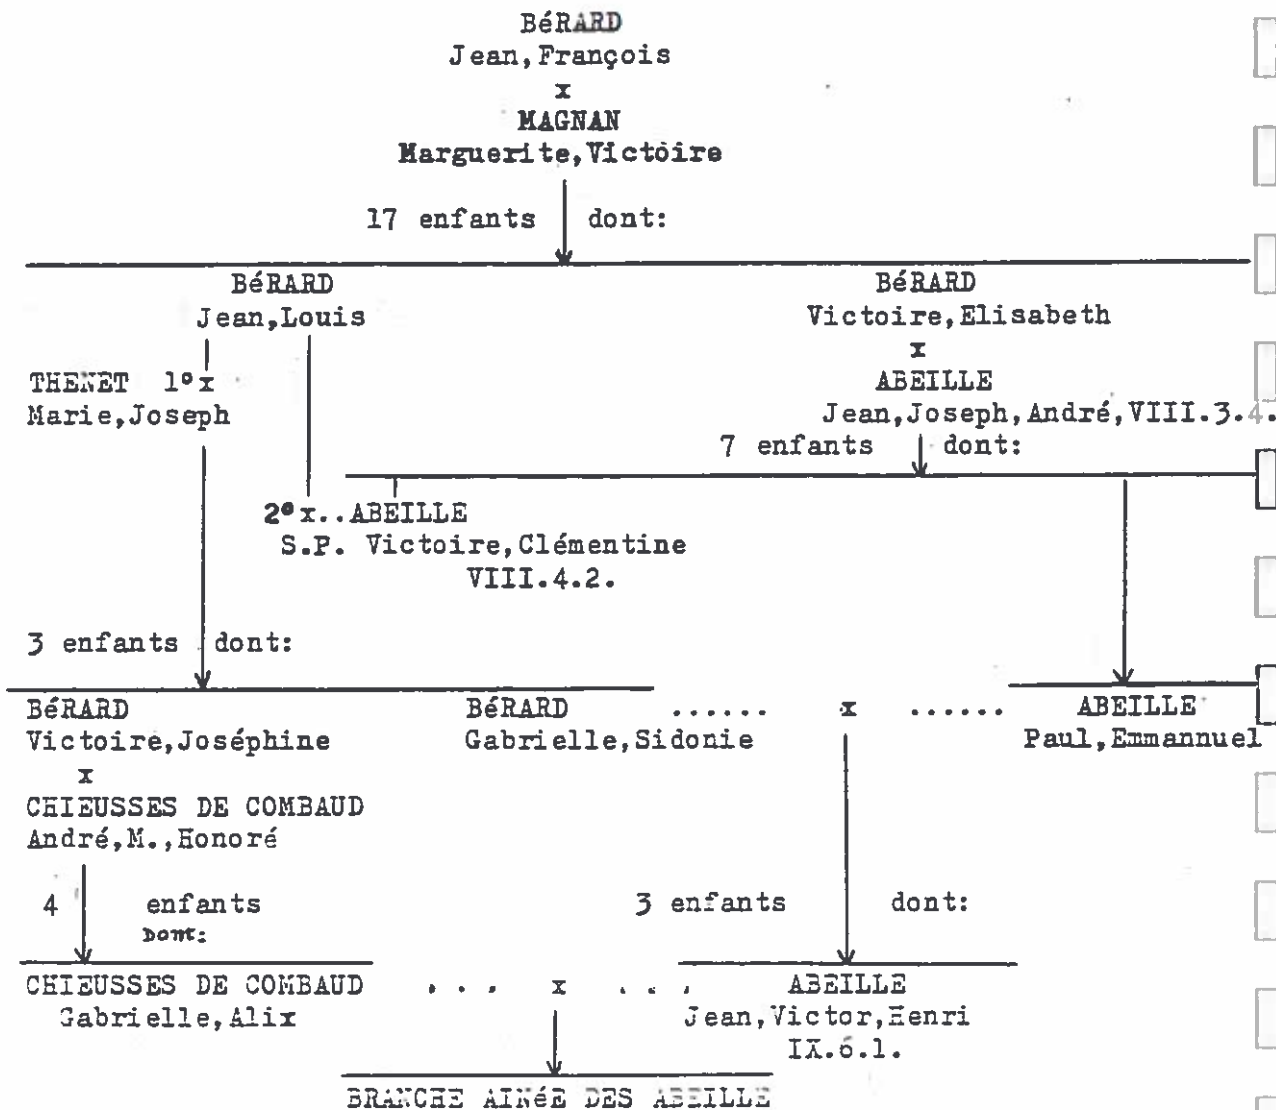 BéRARD
Jean,François
x
MAGNAN
Marguerite,Victoire
17 enfants dont:
BéRARD
Jean,Louis
BéRARD
Victoire,Elisabeth
x
THENET 1°x
Marie,Joseph
ABEILLE
Jean,Joseph,André,VIII.3.4.
7 enfants dont:
2°x..ABEILLE
S.P. Victoire,Clémentine
VIII.4.2.
3 enfants dont:
BéRARD
Victoire,Joséphine
x
CHIEUSSES DE COMBAUD
André,M.,Honoré
BéRARD ...... x ...... ABEILLE
Gabrielle,Sidonie
Paul,Emmannuel
4 enfants
DONT:
3 enfants dont:
CHIEUSSES DE COMBAUD . . . x . . . ABEILLE
Gabrielle,Alix
Jean,Victor,Henri
IX.6.1.
BRANCHE AINéE DES ABEILLE